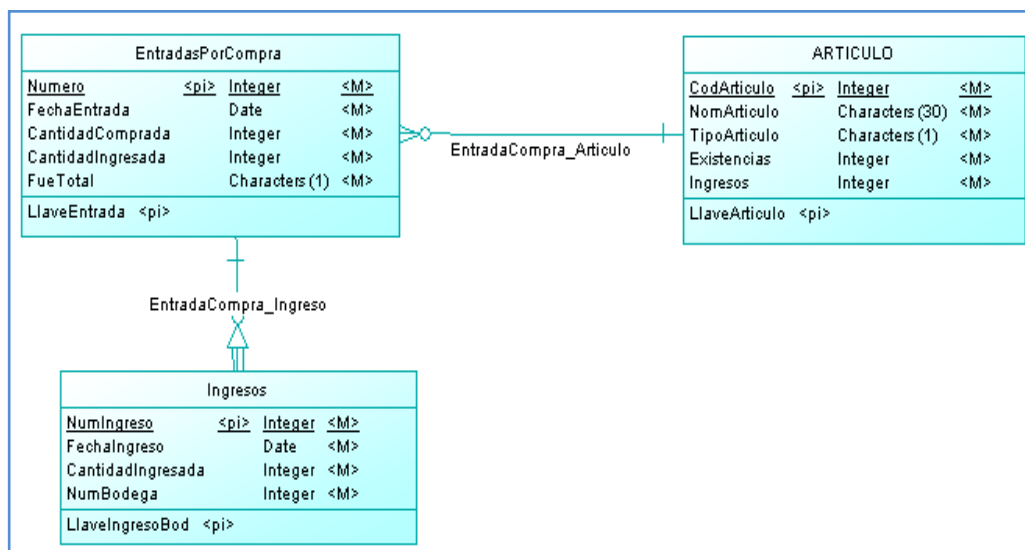 EntradasPorCompra
Numero <pi> Integer <M>
FechaEntrada Date <M>
CantidadComprada Integer <M>
CantidadIngresada Integer <M>
FueTotal Characters (1) <M>
LlaveEntrada <pi>
EntradaCompra_Articulo
ARTICULO
CodArticulo <pi> Integer <M>
NomArticulo Characters (30) <M>
TipoArticulo Characters (1) <M>
Existencias Integer <M>
Ingresos Integer <M>
LlaveArticulo <pi>
EntradaCompra_Ingreso
Ingresos
NumIngreso <pi> Integer <M>
FechaIngreso Date <M>
CantidadIngresada Integer <M>
NumBodega Integer <M>
LlaveIngresoBod <pi>